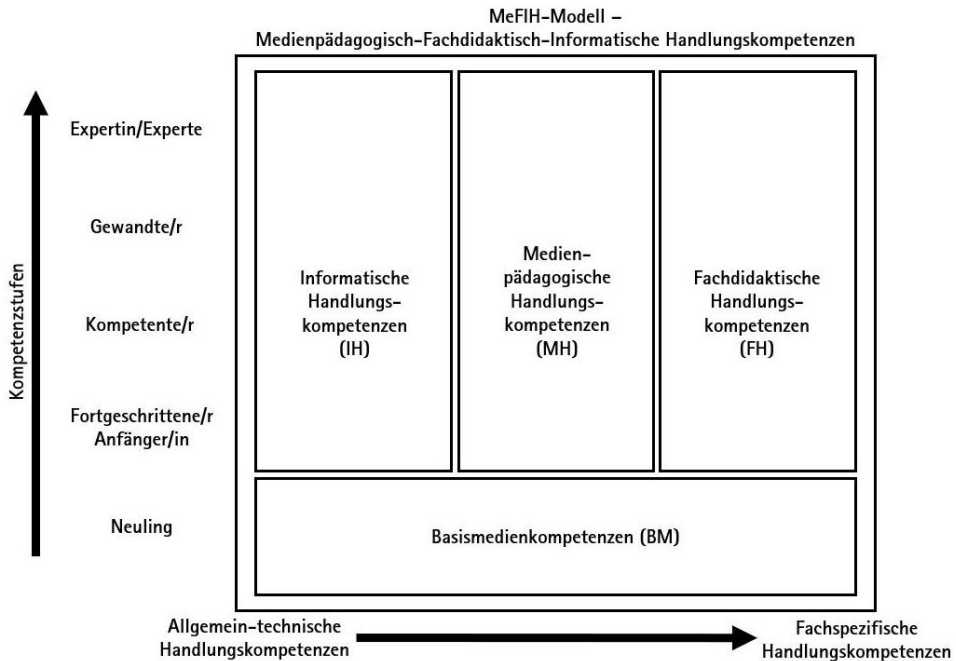 MeFIH-Modell –
Medienpädagogisch-Fachdidaktisch-Informatische Handlungskompetenzen
Kompetenzstufen
Expertin/Experte
Gewandte/r
Kompetente/r
Fortgeschrittene/r
Anfänger/in
Neuling
Informatische
Handlungs-
kompetenzen
(IH)
Medien-
pädagogische
Handlungs-
kompetenzen
(MH)
Fachdidaktische
Handlungs-
kompetenzen
(FH)
Basismedienkompetenzen (BM)
Allgemein-technische
Handlungskompetenzen
Fachspezifische
Handlungskompetenzen